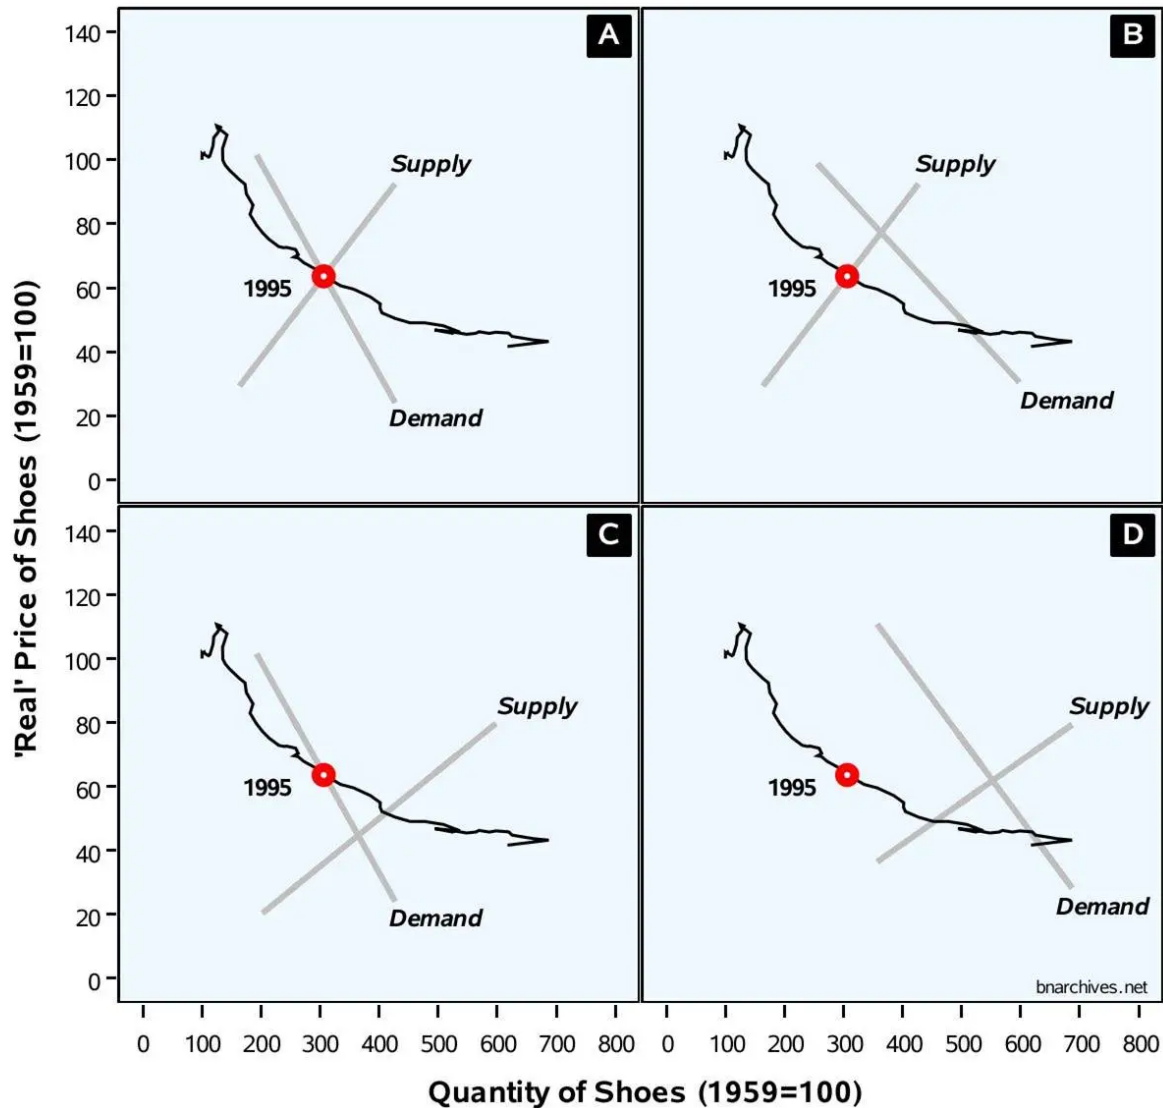 A
B
140
120
100
80
60
40
20
0
Supply
1995
Demand
Supply
1995
Demand
C
D
140
120
100
80
60
40
20
0
Supply
1995
Demand
Supply
1995
Demand
bnarchives.net
'Real' Price of Shoes (1959=100)
0 100 200 300 400 500 600 700 800
0 100 200 300 400 500 600 700 800
Quantity of Shoes (1959=100)